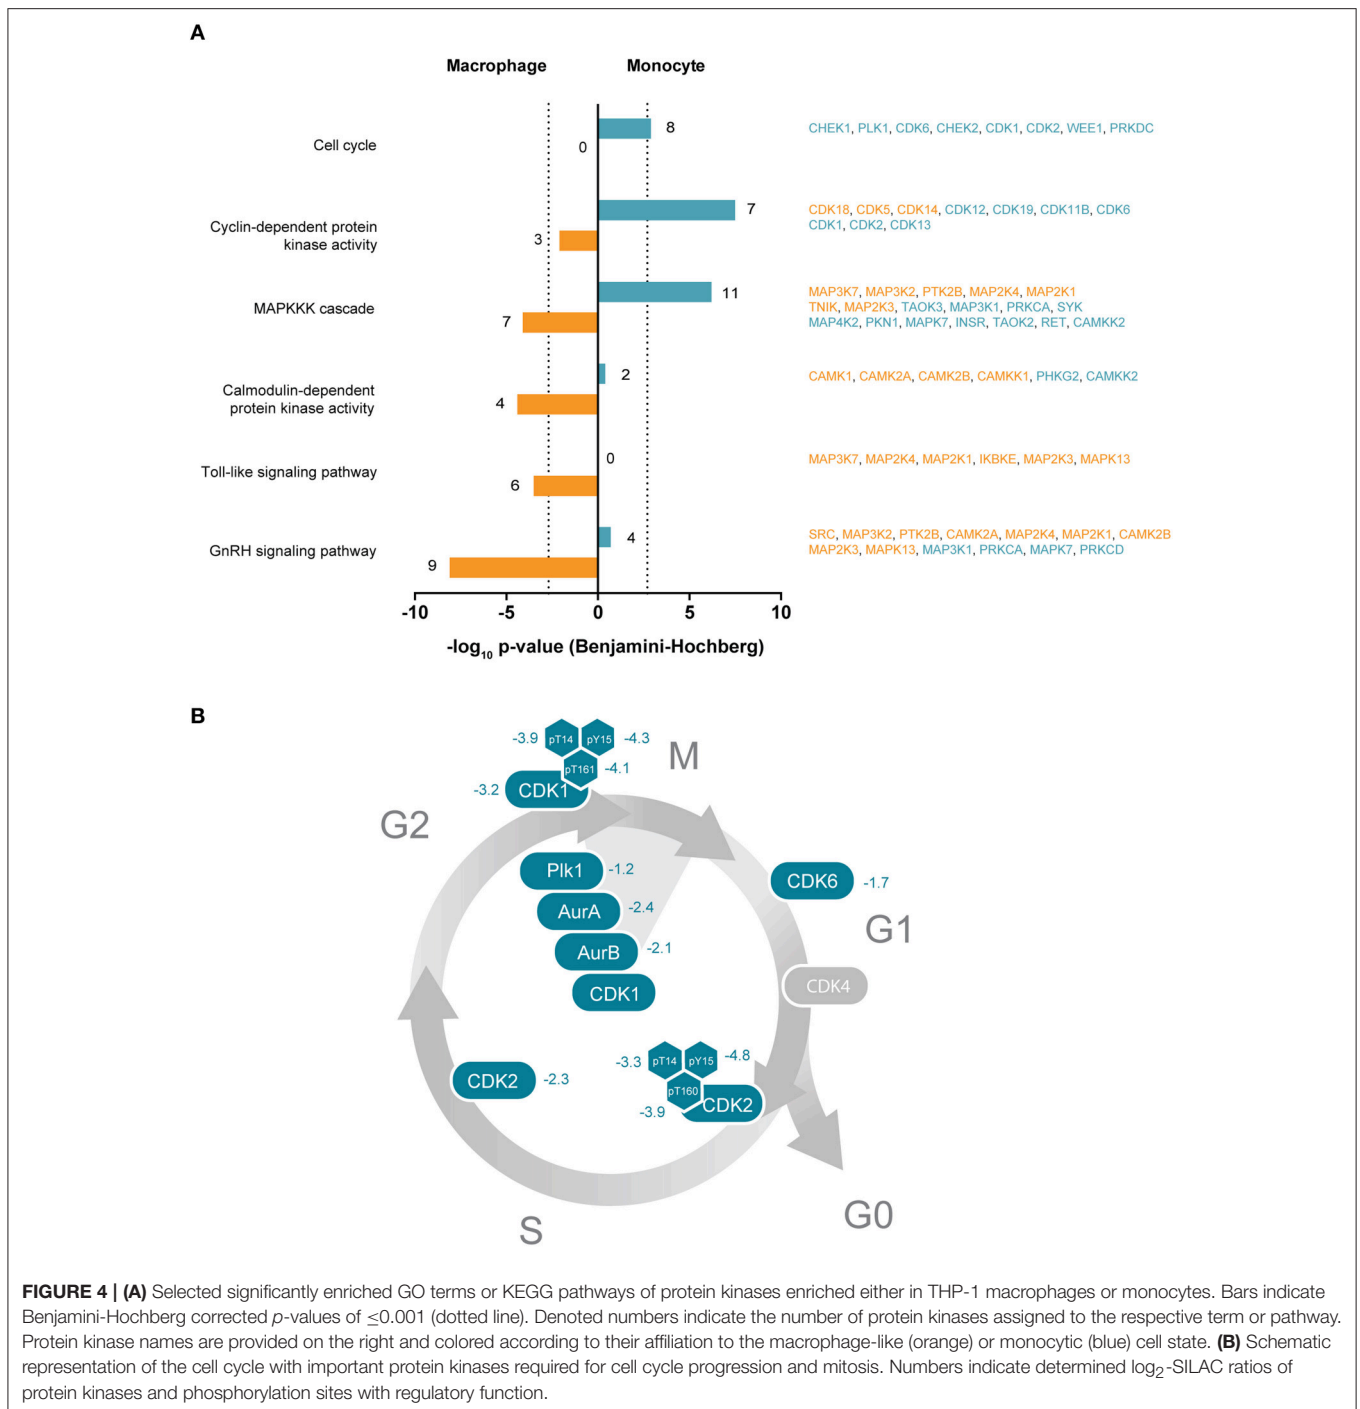 A
Macrophage Monocyte
Cell cycle
8
0
CHEK1, PLK1, CDK6, CHEK2, CDK1, CDK2, WEE1, PRKDC
Cyclin-dependent protein
kinase activity
7
3
CDK18, CDK5, CDK14, CDK12, CDK19, CDK11B, CDK6
CDK1, CDK2, CDK13
MAPKKK cascade
11
7
MAP3K7, MAP3K2, PTK2B, MAP2K4, MAP2K1
TNIK, MAP2K3, TAOK3, MAP3K1, PRKCA, SYK
MAP4K2, PKN1, MAPK7, INSR, TAOK2, RET, CAMKK2
Calmodulin-dependent
protein kinase activity
2
4
CAMK1, CAMK2A, CAMK2B, CAMKK1, PHKG2, CAMKK2
Toll-like signaling pathway
0
6
MAP3K7, MAP2K4, MAP2K1, IKBKE, MAP2K3, MAPK13
GnRH signaling pathway
4
9
SRC, MAP3K2, PTK2B, CAMK2A, MAP2K4, MAP2K1, CAMK2B
MAP2K3, MAPK13, MAP3K1, PRKCA, MAPK7, PRKCD
-10 -5 0 5 10
-log10 p-value (Benjamini-Hochberg)
B
-3.9 pT14 pY15 -4.3
pT161 -4.1
-3.2 CDK1
M
G2
Plk1 -1.2
CDK6 -1.7
AurA -2.4
G1
AurB -2.1
CDK1
CDK4
-3.3 pT14 pY15 -4.8
CDK2 -2.3
pT160
-3.9 CDK2
S
G0
FIGURE 4 | (A) Selected significantly enriched GO terms or KEGG pathways of protein kinases enriched either in THP-1 macrophages or monocytes. Bars indicate
Benjamini-Hochberg corrected p-values of ≤0.001 (dotted line). Denoted numbers indicate the number of protein kinases assigned to the respective term or pathway.
Protein kinase names are provided on the right and colored according to their affiliation to the macrophage-like (orange) or monocytic (blue) cell state. (B) Schematic
representation of the cell cycle with important protein kinases required for cell cycle progression and mitosis. Numbers indicate determined log2-SILAC ratios of
protein kinases and phosphorylation sites with regulatory function.